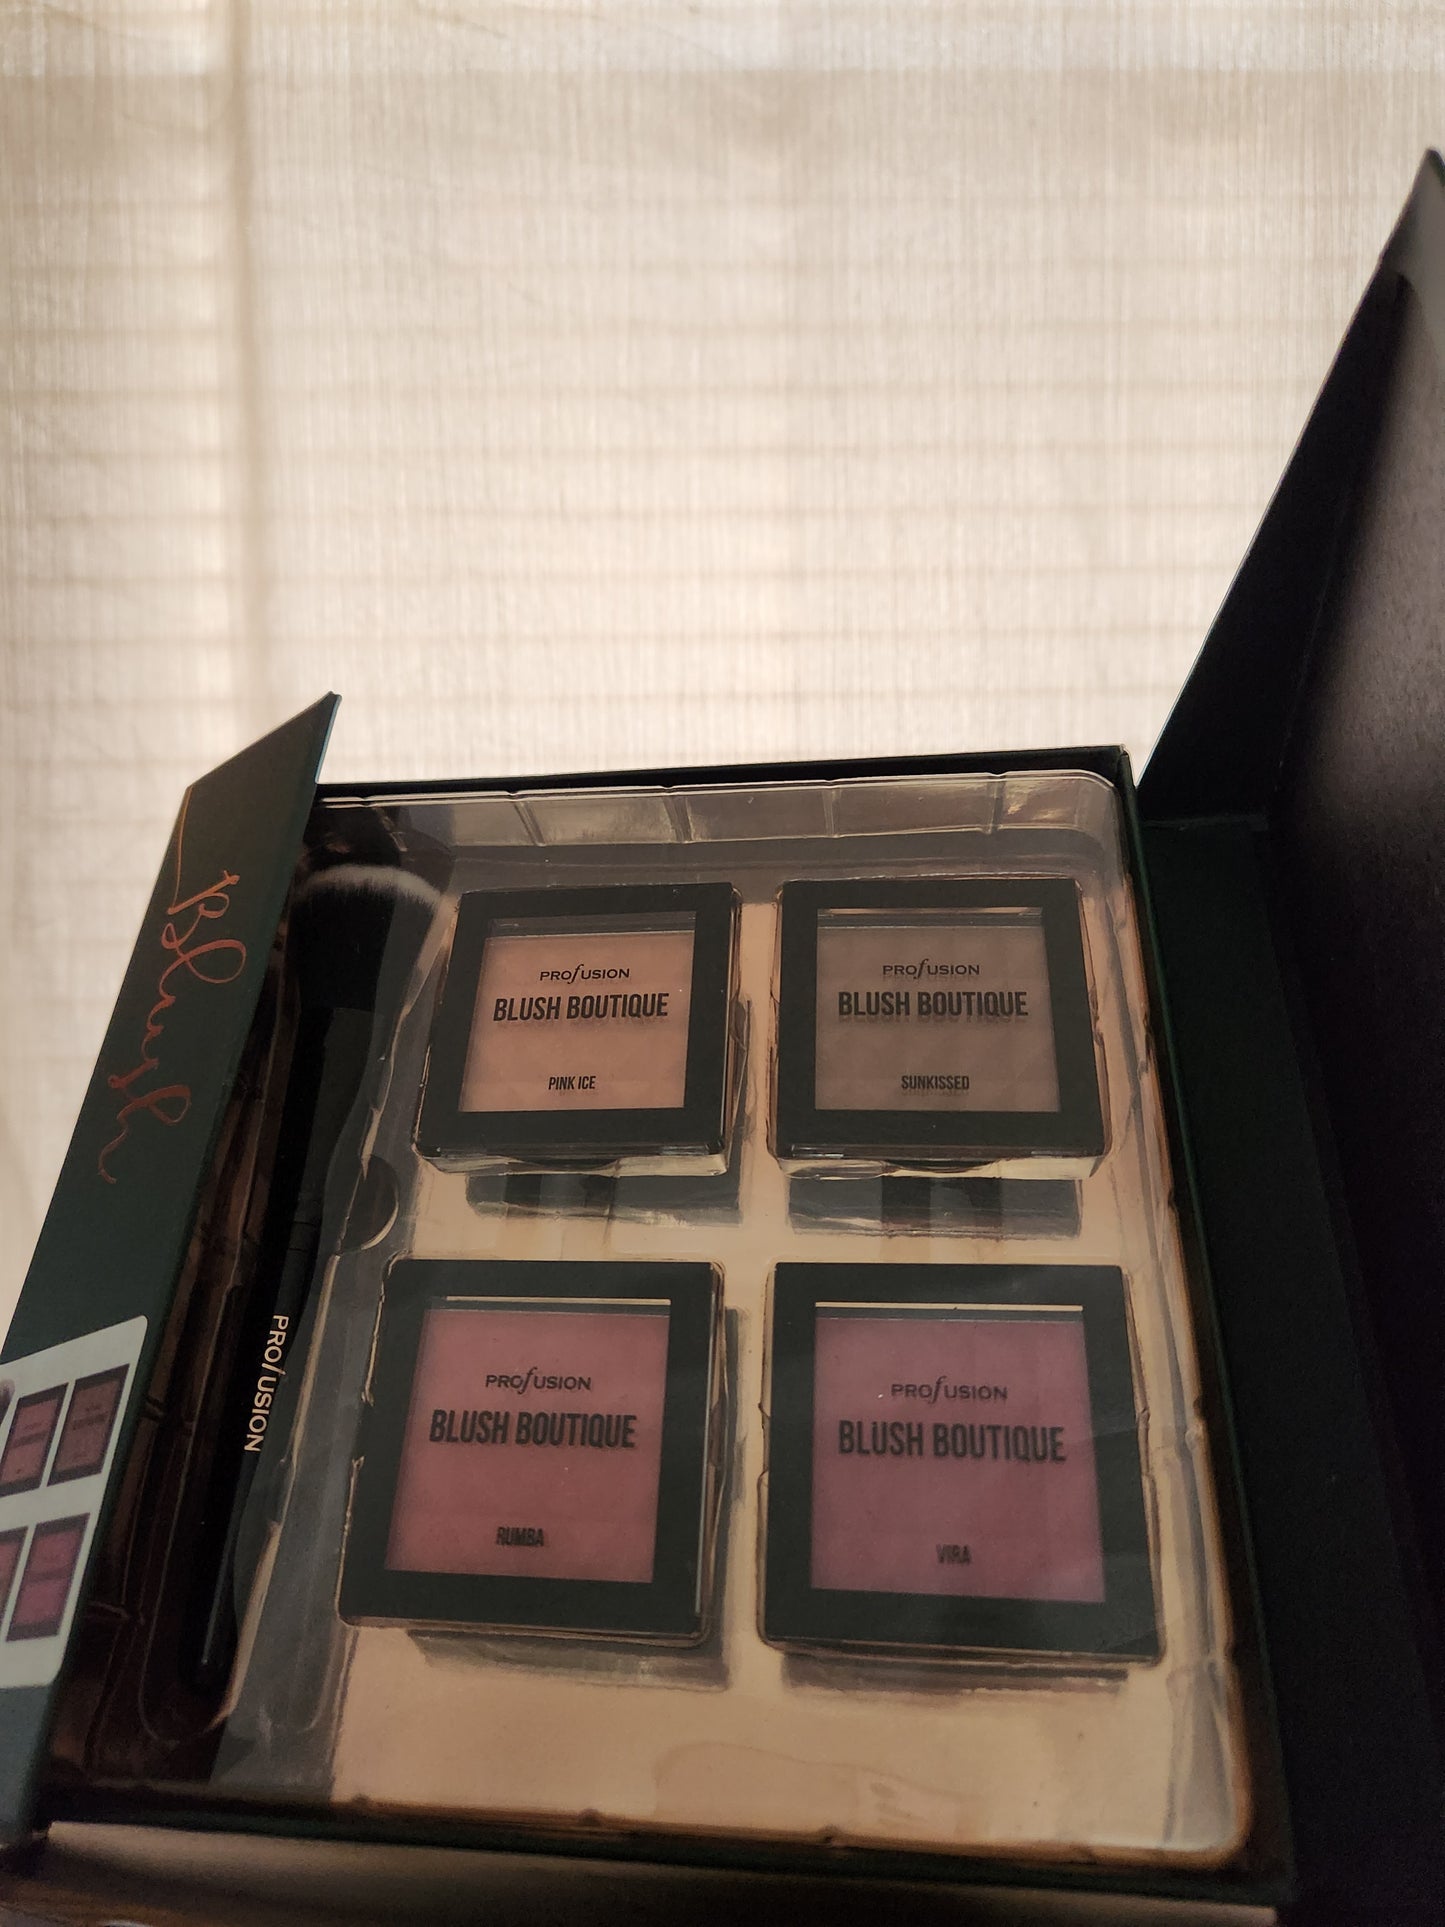 Blush
PROfUSION
PROfUSION
BLUSH BOUTIQUE
PINK ICE
PROfUSION
BLUSH BOUTIQUE
SUNKISSED
PROfUSION
BLUSH BOUTIQUE
RUMBA
PROfUSION
BLUSH BOUTIQUE
VIRA